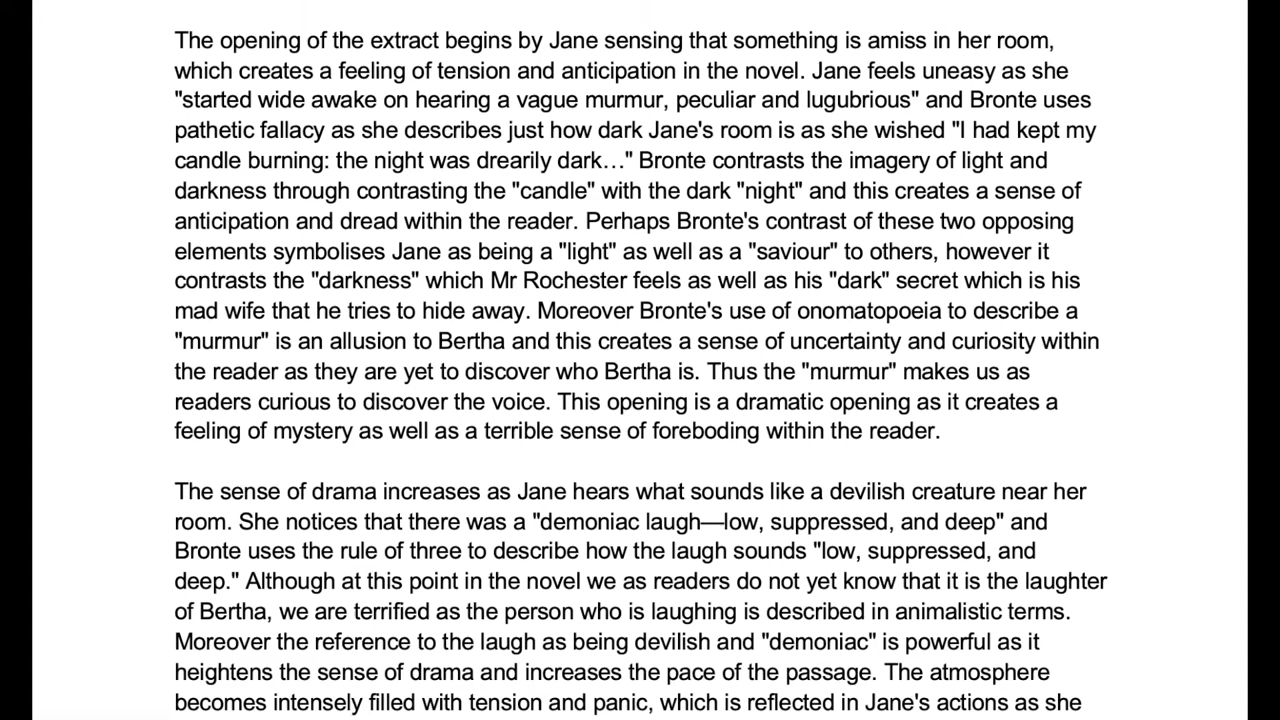 The opening of the extract begins by Jane sensing that something is amiss in her room,
which creates a feeling of tension and anticipation in the novel. Jane feels uneasy as she
"started wide awake on hearing a vague murmur, peculiar and lugubrious" and Bronte uses
pathetic fallacy as she describes just how dark Jane's room is as she wished "I had kept my
candle burning: the night was drearily dark…" Bronte contrasts the imagery of light and
darkness through contrasting the "candle" with the dark "night" and this creates a sense of
anticipation and dread within the reader. Perhaps Bronte's contrast of these two opposing
elements symbolises Jane as being a "light" as well as a "saviour" to others, however it
contrasts the "darkness" which Mr Rochester feels as well as his "dark" secret which is his
mad wife that he tries to hide away. Moreover Bronte's use of onomatopoeia to describe a
"murmur" is an allusion to Bertha and this creates a sense of uncertainty and curiosity within
the reader as they are yet to discover who Bertha is. Thus the "murmur" makes us as
readers curious to discover the voice. This opening is a dramatic opening as it creates a
feeling of mystery as well as a terrible sense of foreboding within the reader.
The sense of drama increases as Jane hears what sounds like a devilish creature near her
room. She notices that there was a "demoniac laugh—low, suppressed, and deep" and
Bronte uses the rule of three to describe how the laugh sounds "low, suppressed, and
deep." Although at this point in the novel we as readers do not yet know that it is the laughter
of Bertha, we are terrified as the person who is laughing is described in animalistic terms.
Moreover the reference to the laugh as being devilish and "demoniac" is powerful as it
heightens the sense of drama and increases the pace of the passage. The atmosphere
becomes intensely filled with tension and panic, which is reflected in Jane's actions as she